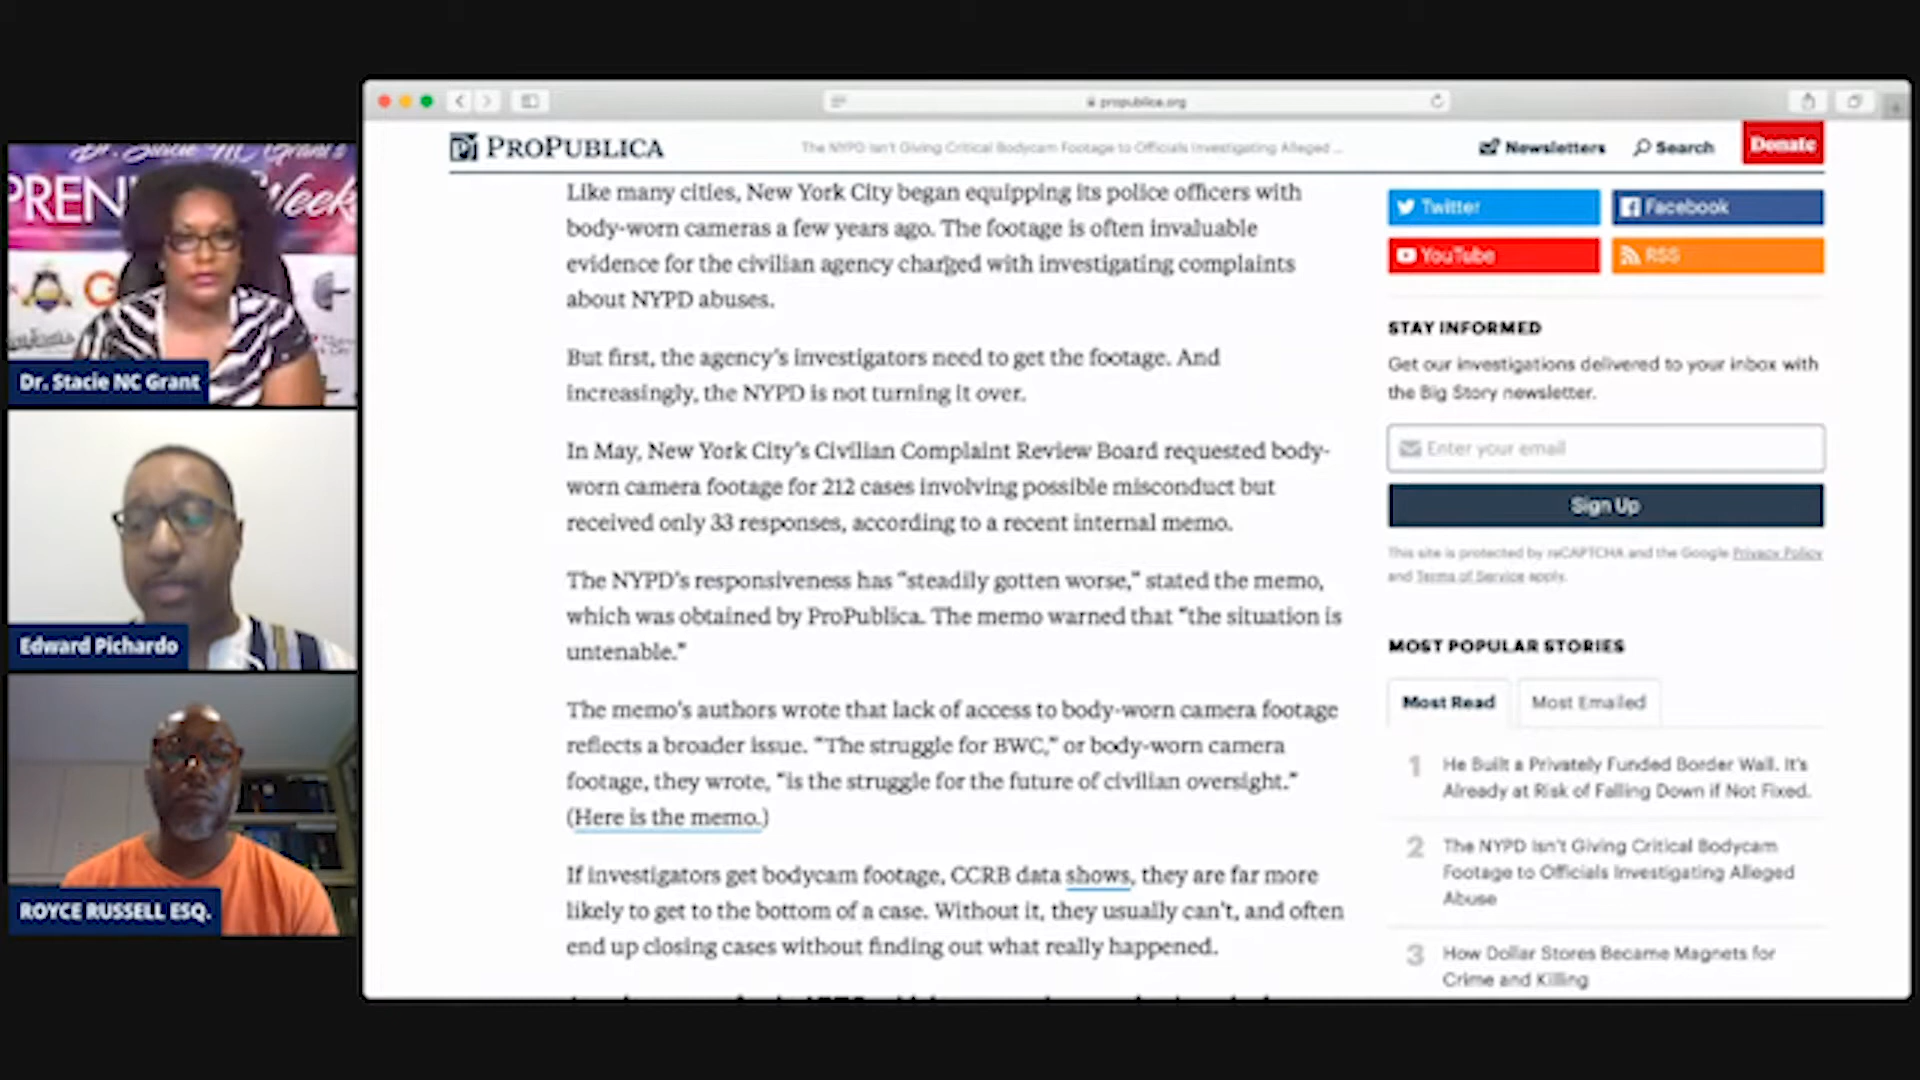 Dr. Stacie NC Grant's
PREN
Week
Dr. Stacie NC Grant
Edward Pichardo
ROYCE RUSSELL ESQ.
propublica.org
PROPUBLICA
The NYPD Isn't Giving Critical Bodycam Footage to Officials Investigating Alleged ...
Newsletters
Search
Donate
Like many cities, New York City began equipping its police officers with
body-worn cameras a few years ago. The footage is often invaluable
evidence for the civilian agency charged with investigating complaints
about NYPD abuses.
But first, the agency's investigators need to get the footage. And
increasingly, the NYPD is not turning it over.
In May, New York City's Civilian Complaint Review Board requested body-
worn camera footage for 212 cases involving possible misconduct but
received only 33 responses, according to a recent internal memo.
The NYPD's responsiveness has "steadily gotten worse," stated the memo,
which was obtained by ProPublica. The memo warned that "the situation is
untenable."
The memo's authors wrote that lack of access to body-worn camera footage
reflects a broader issue. "The struggle for BWC," or body-worn camera
footage, they wrote, "is the struggle for the future of civilian oversight."
(Here is the memo.)
If investigators get bodycam footage, CCRB data shows, they are far more
likely to get to the bottom of a case. Without it, they usually can't, and often
end up closing cases without finding out what really happened.
Twitter
Facebook
YouTube
RSS
STAY INFORMED
Get our investigations delivered to your inbox with
the Big Story newsletter.
Enter your email
Sign Up
This site is protected by reCAPTCHA and the Google Privacy Policy
and Terms of Service apply.
MOST POPULAR STORIES
Most Read
Most Emailed
1 He Built a Privately Funded Border Wall. It's
Already at Risk of Falling Down if Not Fixed.
2 The NYPD Isn't Giving Critical Bodycam
Footage to Officials Investigating Alleged
Abuse
3 How Dollar Stores Became Magnets for
Crime and Killing